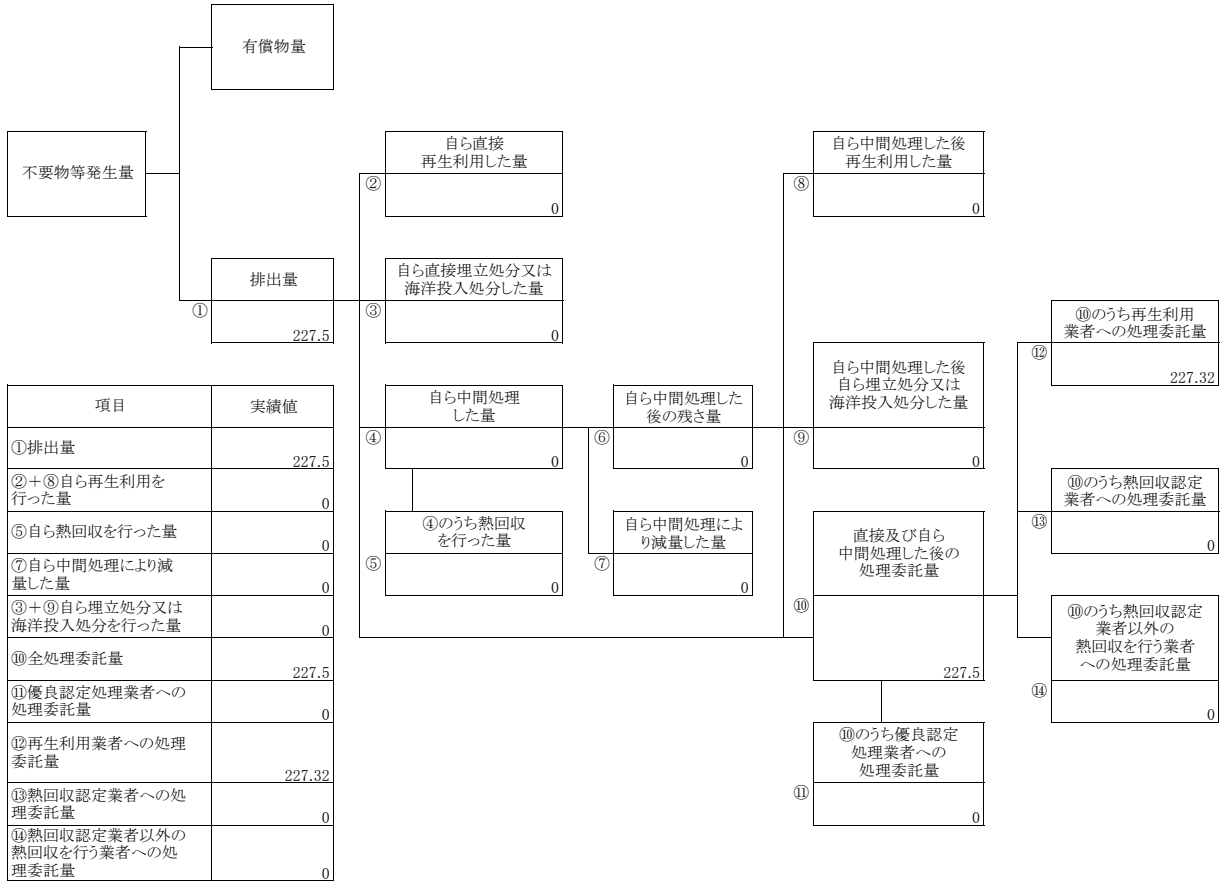 有償物量
不要物等発生量
自ら直接
再生利用した量
②
0
自ら中間処理した後
再生利用した量
⑧
0
排出量
①
227.5
自ら直接埋立処分又は
海洋投入処分した量
③
0
⑩のうち再生利用
業者への処理委託量
⑫
227.32
自ら中間処理
した量
④
0
自ら中間処理した
後の残さ量
⑥
0
自ら中間処理した後
自ら埋立処分又は
海洋投入処分した量
⑨
0
⑩のうち熱回収認定
業者への処理委託量
⑬
0
④のうち熱回収
を行った量
⑤
0
自ら中間処理によ
り減量した量
⑦
0
直接及び自ら
中間処理した後の
処理委託量
⑩
227.5
⑩のうち熱回収認定
業者以外の
熱回収を行う業者
への処理委託量
⑭
0
⑩のうち優良認定
処理業者への
処理委託量
⑪
0
項目 実績値
①排出量
227.5
②+⑧自ら再生利用を
行った量
0
⑤自ら熱回収を行った量
0
⑦自ら中間処理により減
量した量
0
③+⑨自ら埋立処分又は
海洋投入処分を行った量
0
⑩全処理委託量
227.5
⑪優良認定処理業者への
処理委託量
0
⑫再生利用業者への処理
委託量
227.32
⑬熱回収認定業者への処
理委託量
0
⑭熱回収認定業者以外の
熱回収を行う業者への処
理委託量
0